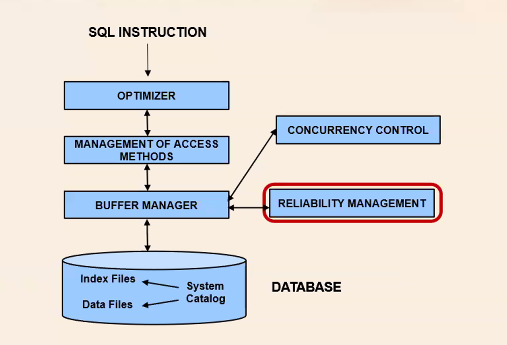 SQL INSTRUCTION
OPTIMIZER
MANAGEMENT OF ACCESS
METHODS
CONCURRENCY CONTROL
BUFFER MANAGER
RELIABILITY MANAGEMENT
Index Files
Data Files
System
Catalog
DATABASE